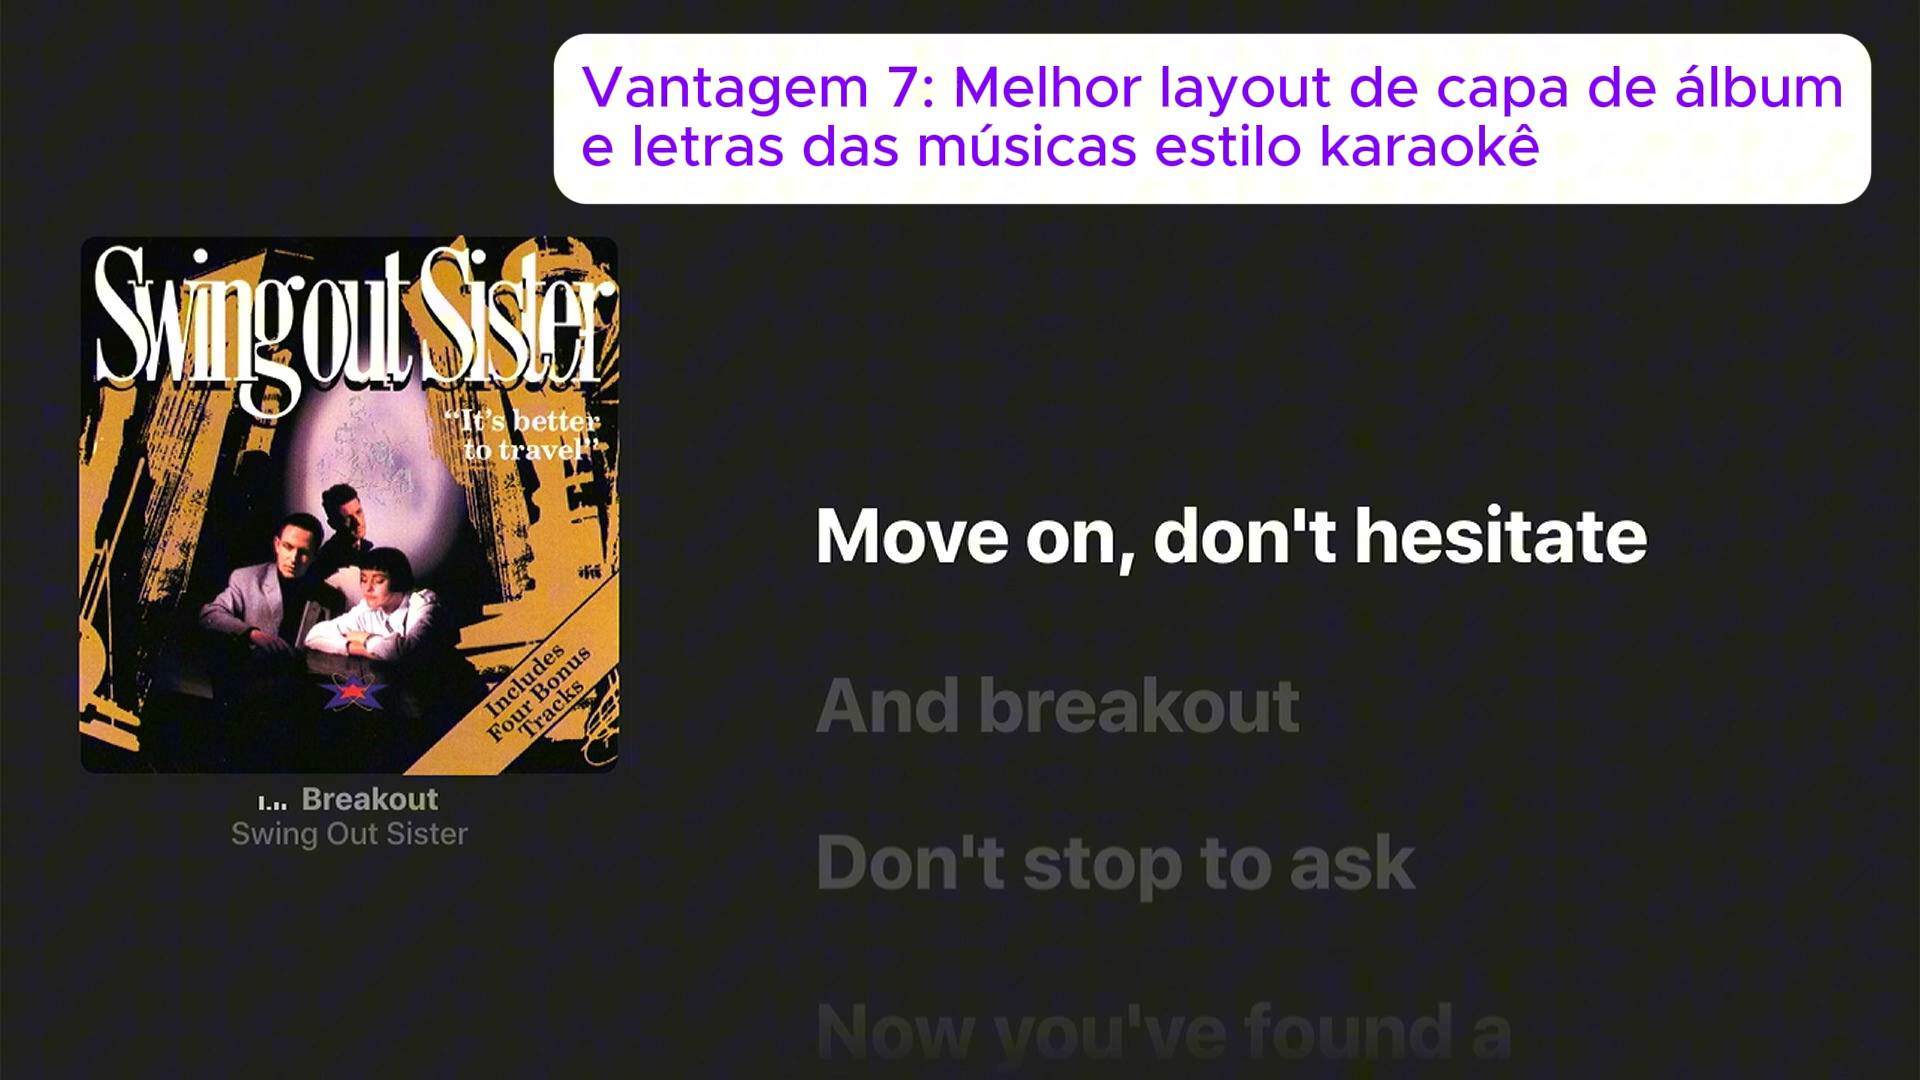 Vantagem 7: Melhor layout de capa de álbum
e letras das músicas estilo karaokê
Swing out Sister
“It's better
to travel”
Includes
Four Bonus
Tracks
Breakout
Swing Out Sister
Move on, don't hesitate
And breakout
Don't stop to ask
Now you've found a